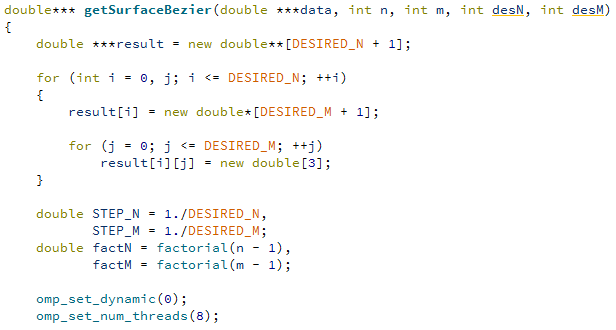 double*** getSurfaceBezier(double ***data, int n, int m, int desN, int desM)
{
    double ***result = new double**[DESIRED_N + 1];

    for (int i = 0, j; i <= DESIRED_N; ++i)
    {
        result[i] = new double*[DESIRED_M + 1];

        for (j = 0; j <= DESIRED_M; ++j)
            result[i][j] = new double[3];
    }

    double STEP_N = 1./DESIRED_N,
           STEP_M = 1./DESIRED_M;
    double factN = factorial(n - 1),
           factM = factorial(m - 1);

    omp_set_dynamic(0);
    omp_set_num_threads(8);